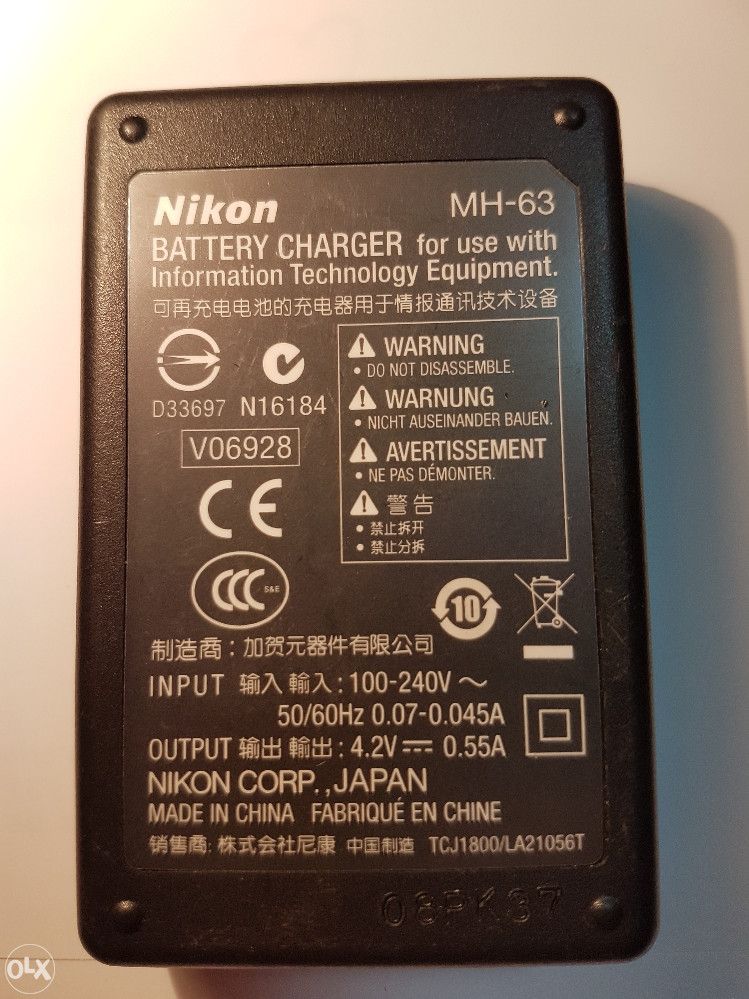 Nikon MH-63
BATTERY CHARGER for use with
Information Technology Equipment.
可再充电电池的充电器用于情报通讯技术设备
D33697 N16184
V06928
CE
CCC S&E
WARNING
• DO NOT DISASSEMBLE.
WARNUNG
• NICHT AUSEINANDER BAUEN.
AVERTISSEMENT
• NE PAS DÉMONTER.
警告
• 禁止拆开
• 禁止分拆
10
制造商：加贺元器件有限公司
INPUT 输入 輸入 : 100-240V ~
50/60Hz 0.07-0.045A
OUTPUT 输出 輸出 : 4.2V ⎓ 0.55A
NIKON CORP.,JAPAN
MADE IN CHINA FABRIQUÉ EN CHINE
销售商: 株式会社尼康 中国制造 TCJ1800/LA21056T
08PK37
OLX